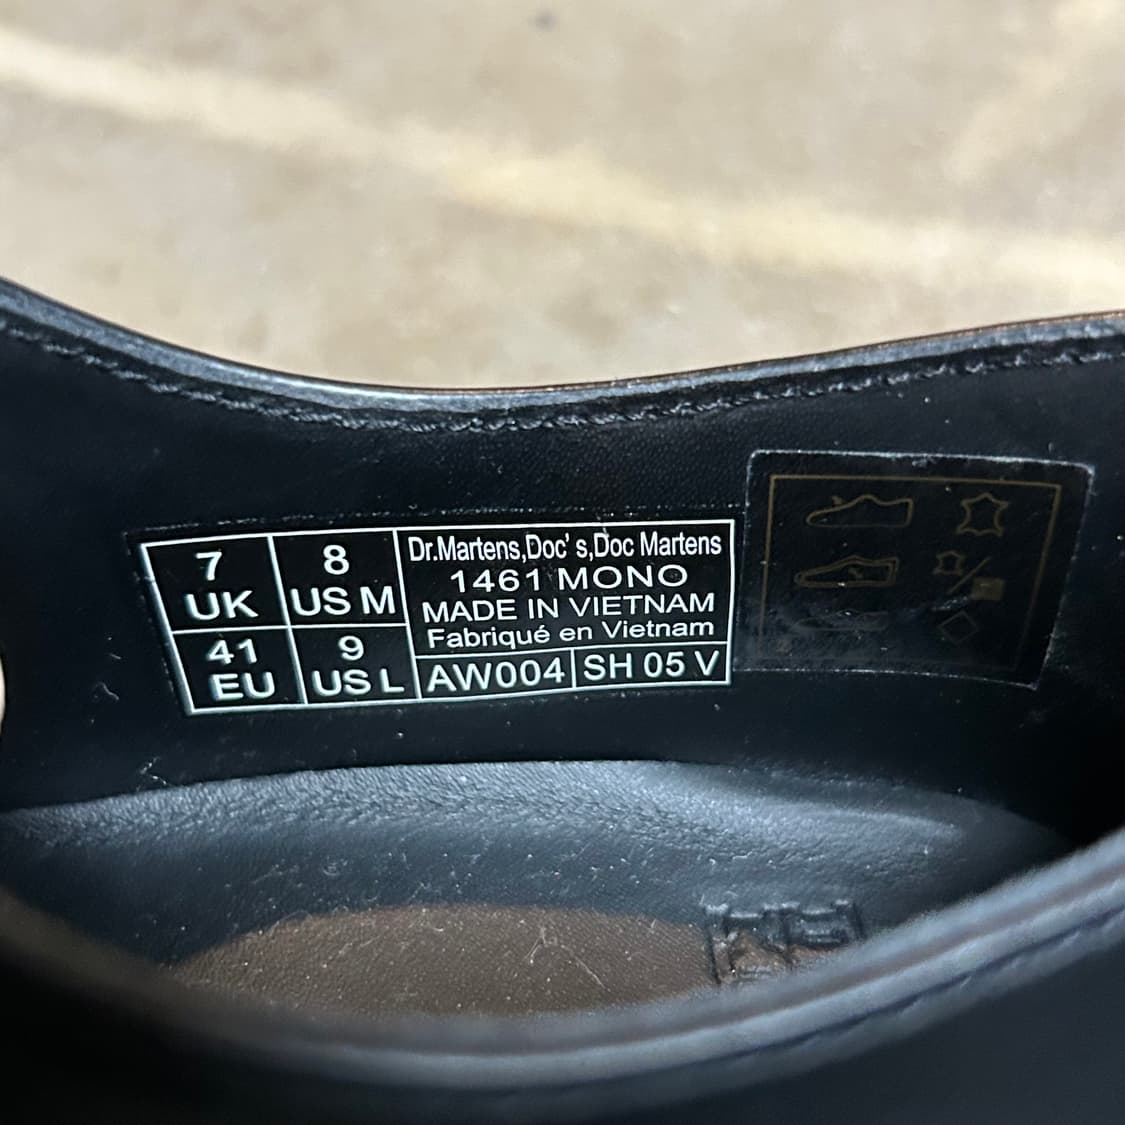 7 UK
8 US M
41 EU
9 US L
Dr.Martens,Doc's,Doc Martens
1461 MONO
MADE IN VIETNAM
Fabriqué en Vietnam
AW004 SH 05 V